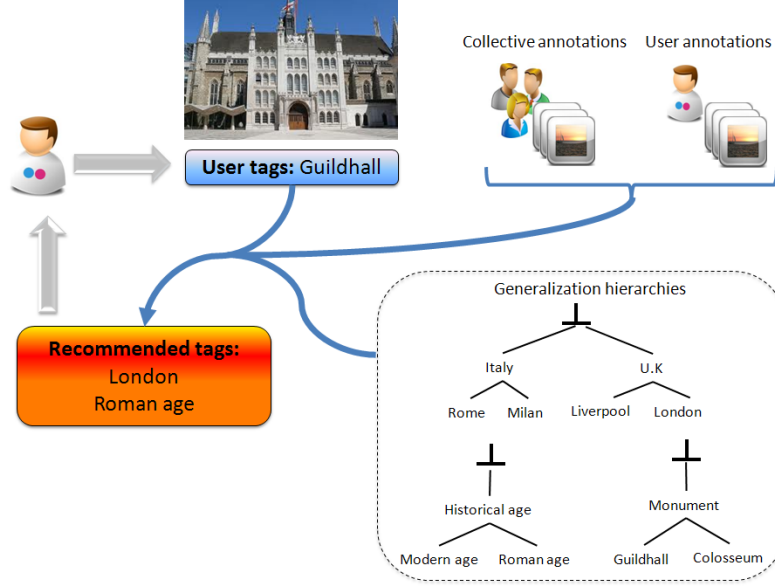 Collective annotations
User annotations
User tags: Guildhall
Generalization hierarchies
Recommended tags:
London
Roman age
Italy
U.K
Rome
Milan
Liverpool
London
Historical age
Monument
Modern age
Roman age
Guildhall
Colosseum